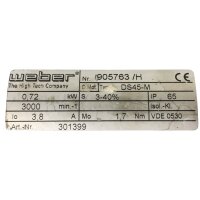 weber Nr. 905763 /H CE
The High Tech Company Typ DS45-M
0,72 kW S 3-40% IP 65
3000 min.-1 isol.-Kl.
Io 3,8 A Mo 1,7 Nm VDE 0530
Art.-Nr. 301399